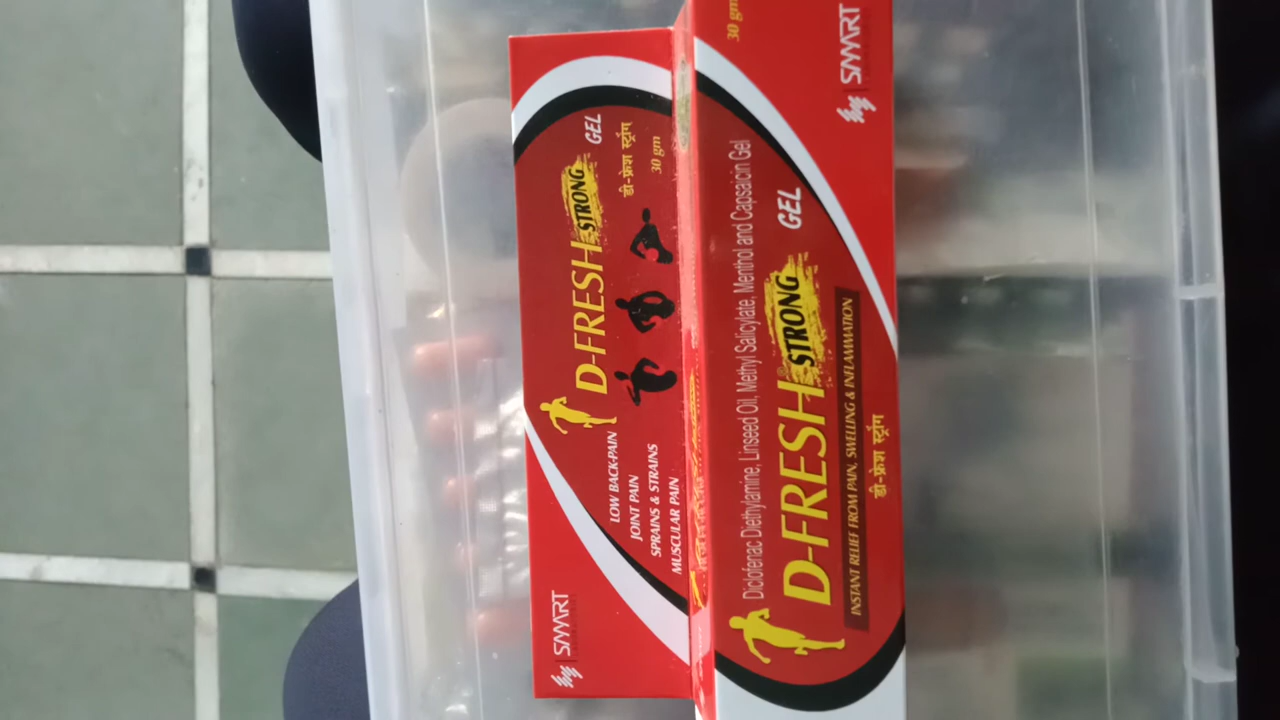 D-FRESH STRONG GEL
डी-फ्रेश स्ट्रॉंग
30 gm
LOW BACK-PAIN
JOINT PAIN
SPRAINS & STRAINS
MUSCULAR PAIN
SMART
30 gm
Diclofenac Diethylamine, Linseed Oil, Methyl Salicylate, Menthol and Capsaicin Gel
D-FRESH STRONG GEL
INSTANT RELIEF FROM PAIN, SWELLING & INFLAMMATION
डी-फ्रेश स्ट्रॉंग
SMART